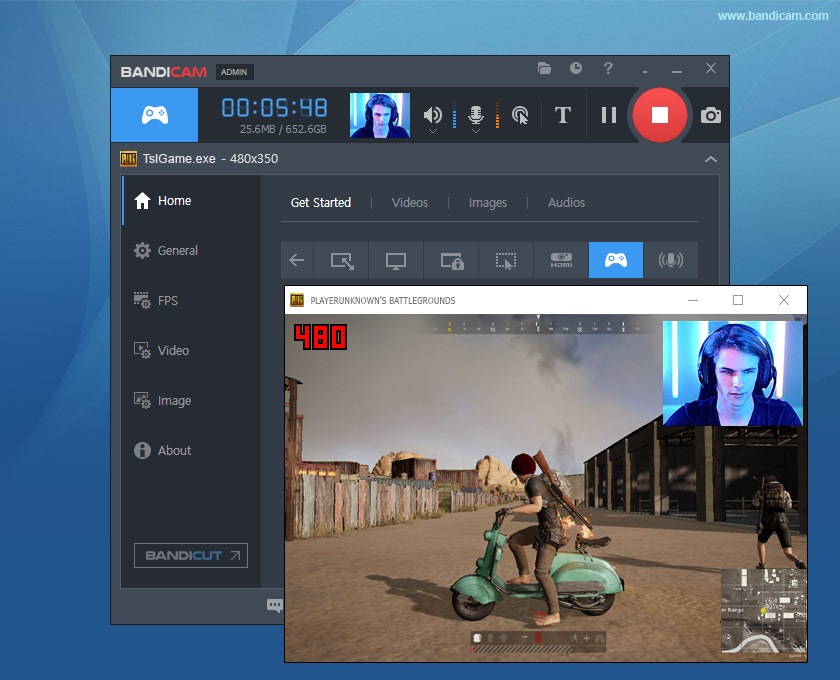 www.bandicam.com
BANDICAM ADMIN
?
00:05:48
25.6MB / 652.6GB
T
TslGame.exe - 480x350
Home
Get Started
Videos
Images
Audios
General
HDMI
PLAYERUNKNOWN'S BATTLEGROUNDS
FPS
480
Video
Image
About
BANDICUT